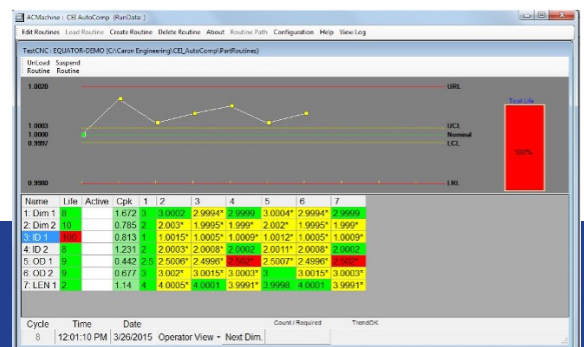 ACMachine : CEI AutoComp (RanData: )
Edit Routines Load Routine Create Routine Delete Routine About Routine Path Configuration Help View Log
TestCNC : EQUATOR-DEMO (C:\Caron Engineering\CEI_AutoComp\PartRoutines)
UnLoad Routine Suspend Routine
1.0020 URL
Tool Life
1.0003 UCL
1.0000 Nominal
0.9997 LCL
100%
0.9980 LRL
Name Life Active Cpk 1 2 3 4 5 6 7
1: Dim 1 8 1.672 3 3.0002 2.9994* 2.9999 3.0004* 2.9994* 2.9999
2: Dim 2 10 0.785 2 2.003* 1.9995* 1.999* 2.002* 1.9995* 1.999*
3: ID 1 100 0.813 1 1.0015* 1.0005* 1.0009* 1.0012* 1.0005* 1.0009*
4: ID 2 8 1.231 2 2.0003* 2.0008* 2.0002 2.0011* 2.0008* 2.0002
5: OD 1 9 0.442 2.5 2.5006* 2.4996* 2.502* 2.5007* 2.4996* 2.502*
6: OD 2 9 0.677 3 3.002* 3.0015* 3.0003* 3 3.0015* 3.0003*
7: LEN 1 2 1.14 4 4.0005* 4.0001 3.9991* 3.9998 4.0001 3.9991*
Cycle Time Date Count / Required TrendOK
8 12:01:10 PM 3/26/2015 Operator View Next Dim.